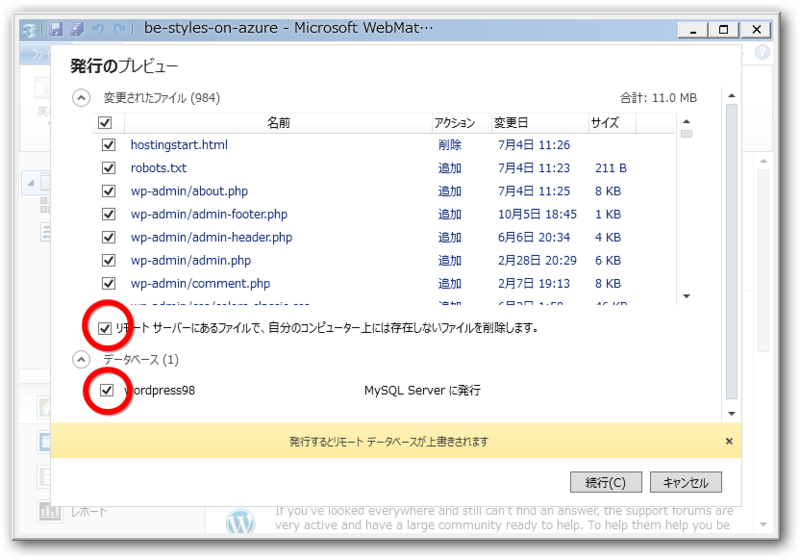 be-styles-on-azure - Microsoft WebMat…
ファイ
発行のプレビュー
変更されたファイル (984) 合計: 11.0 MB
名前 アクション 変更日 サイズ
hostingstart.html 削除 7月4日 11:26
robots.txt 追加 7月4日 11:23 211 B
wp-admin/about.php 追加 7月4日 11:25 8 KB
wp-admin/admin-footer.php 追加 10月5日 18:45 1 KB
wp-admin/admin-header.php 追加 6月6日 20:34 4 KB
wp-admin/admin.php 追加 2月28日 20:29 6 KB
wp-admin/comment.php 追加 2月7日 19:13 8 KB
リモート サーバーにあるファイルで、自分のコンピューター上には存在しないファイルを削除します。
データベース (1)
wordpress98 MySQL Server に発行
発行するとリモート データベースが上書きされます
続行(C) キャンセル
レポート
If you've looked everywhere and still can't find an answer, the support forums are
very active and have a large community ready to help. To help them help you be